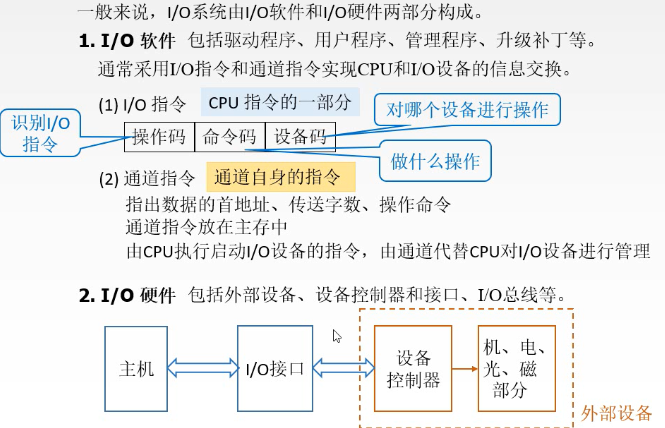 一般来说，I/O系统由I/O软件和I/O硬件两部分构成。
1. I/O 软件 包括驱动程序、用户程序、管理程序、升级补丁等。
通常采用I/O指令和通道指令实现CPU和I/O设备的信息交换。
(1) I/O 指令 CPU 指令的一部分
对哪个设备进行操作
识别I/O
指令
操作码 命令码 设备码
做什么操作
(2) 通道指令 通道自身的指令
指出数据的首地址、传送字数、操作命令
通道指令放在主存中
由CPU执行启动I/O设备的指令，由通道代替CPU对I/O设备进行管理
2. I/O 硬件 包括外部设备、设备控制器和接口、I/O总线等。
主机
I/O接口
设备
控制器
机、电、
光、磁
部分
外部设备